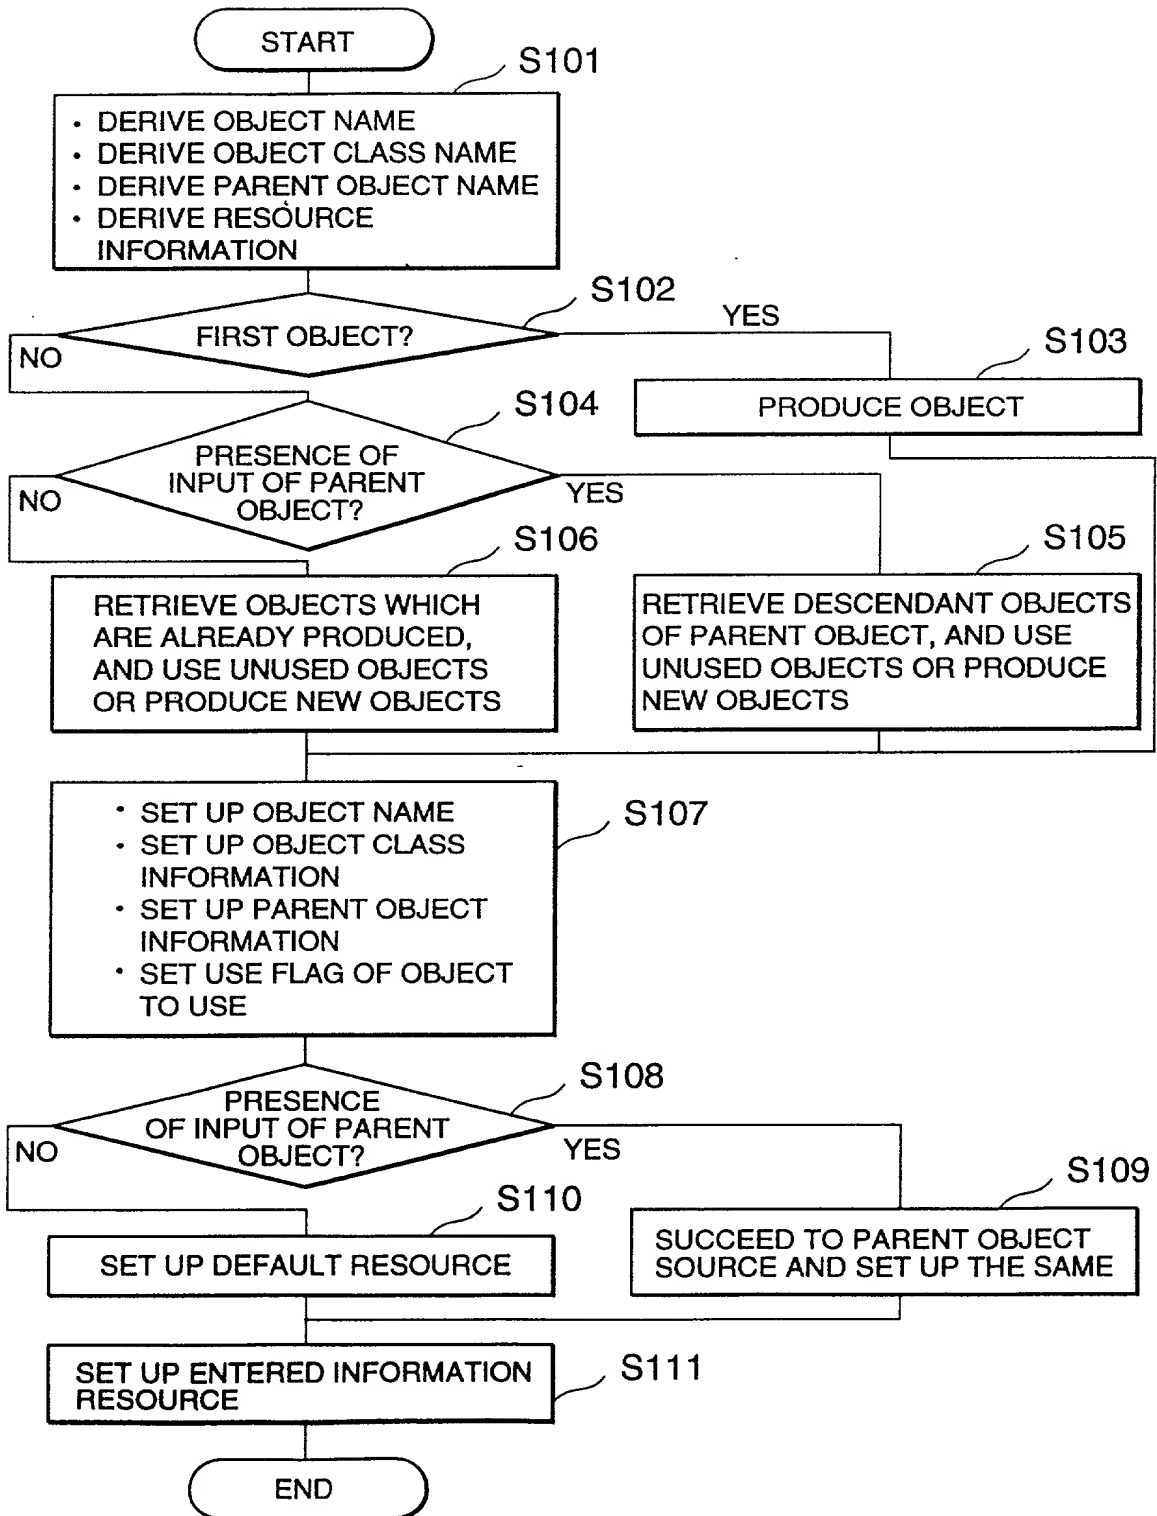 START
S101
· DERIVE OBJECT NAME
· DERIVE OBJECT CLASS NAME
· DERIVE PARENT OBJECT NAME
· DERIVE RESOURCE
INFORMATION
S102
FIRST OBJECT?
YES
NO
S103
PRODUCE OBJECT
S104
PRESENCE OF
INPUT OF PARENT
OBJECT?
NO
YES
S106
RETRIEVE OBJECTS WHICH
ARE ALREADY PRODUCED,
AND USE UNUSED OBJECTS
OR PRODUCE NEW OBJECTS
S105
RETRIEVE DESCENDANT OBJECTS
OF PARENT OBJECT, AND USE
UNUSED OBJECTS OR PRODUCE
NEW OBJECTS
S107
· SET UP OBJECT NAME
· SET UP OBJECT CLASS
INFORMATION
· SET UP PARENT OBJECT
INFORMATION
· SET USE FLAG OF OBJECT
TO USE
S108
PRESENCE
OF INPUT OF PARENT
OBJECT?
NO
YES
S110
SET UP DEFAULT RESOURCE
S109
SUCCEED TO PARENT OBJECT
SOURCE AND SET UP THE SAME
S111
SET UP ENTERED INFORMATION
RESOURCE
END